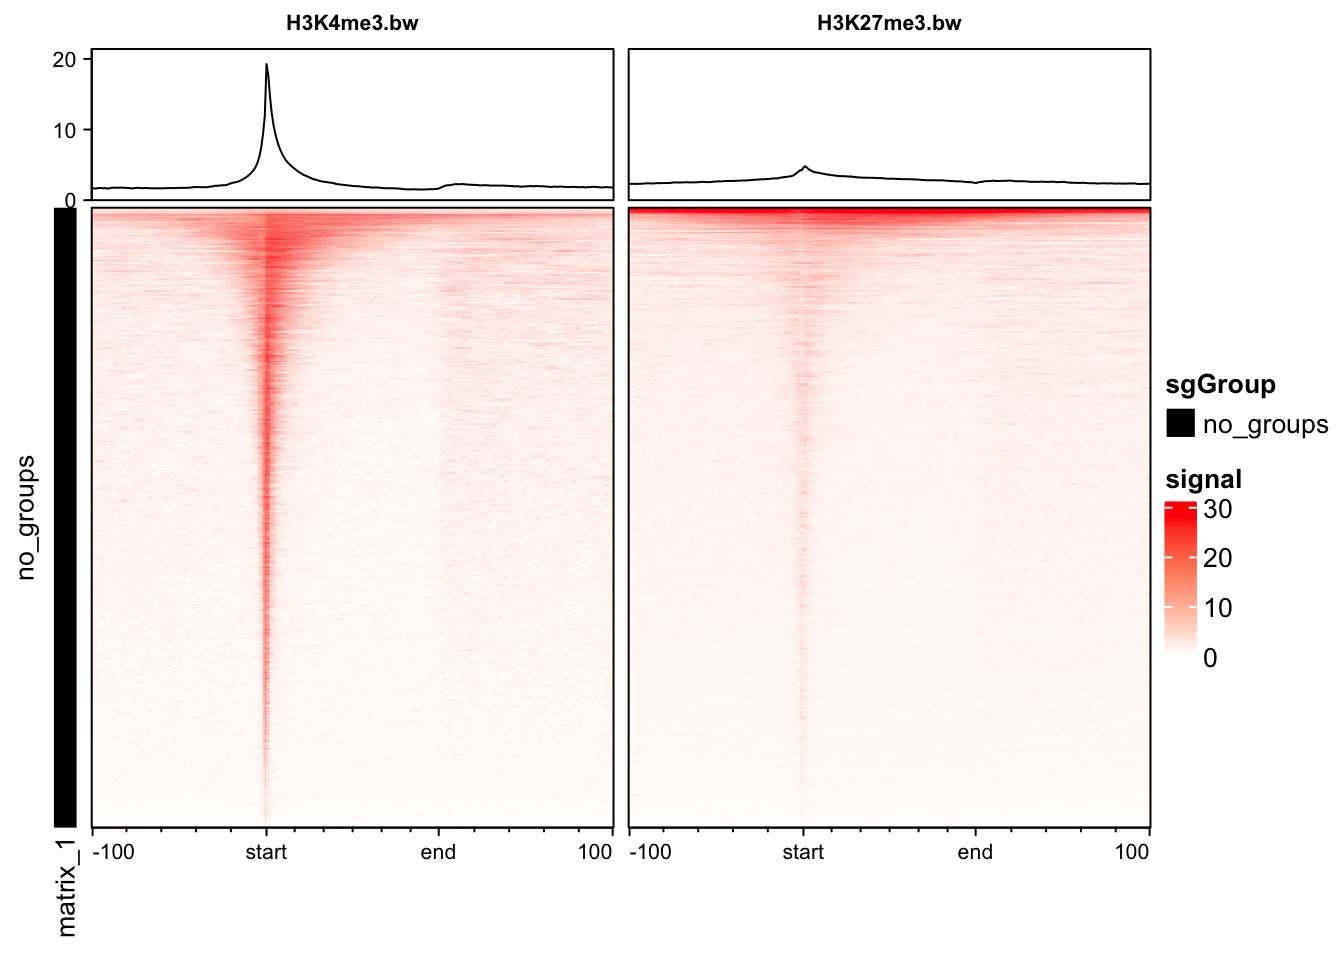 H3K4me3.bw
H3K27me3.bw
20
10
0
no_groups
matrix_1
-100 start end 100
-100 start end 100
sgGroup
no_groups
signal
30
20
10
0